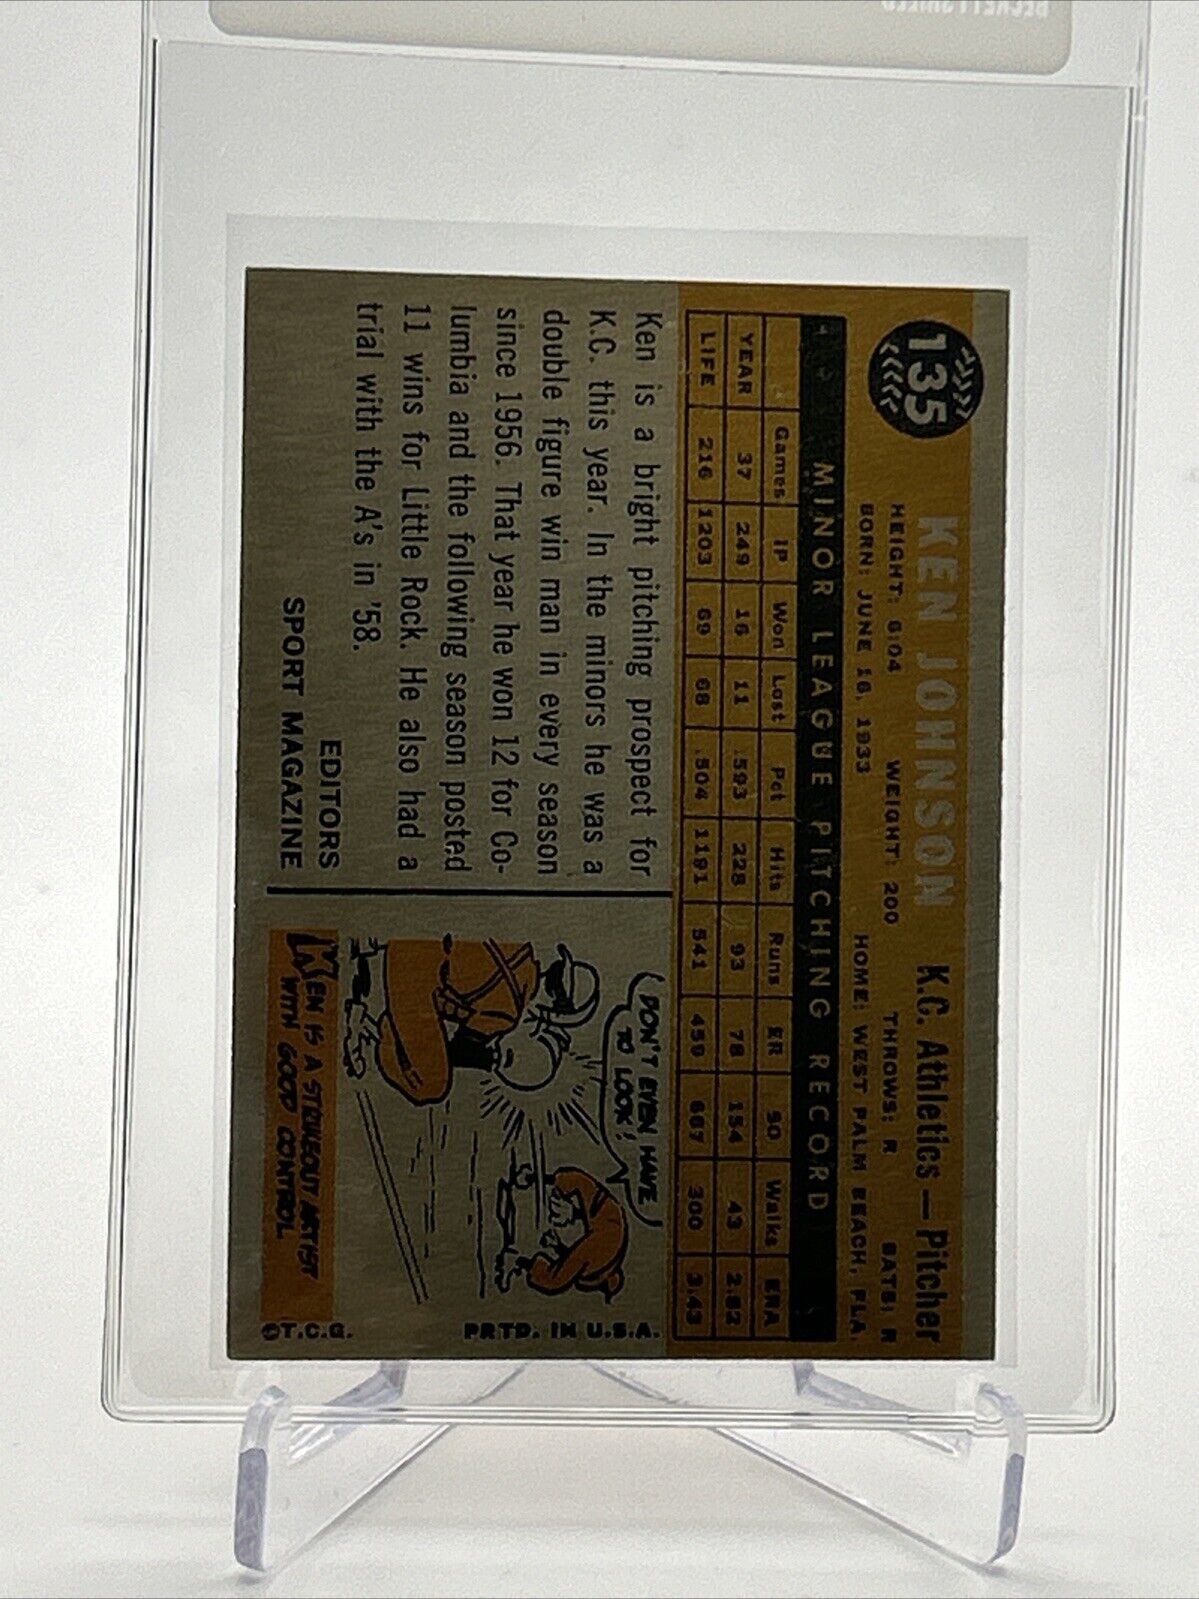 135
KEN JOHNSON K.C. Athletics — Pitcher
HEIGHT: 6:04 WEIGHT: 200 THROWS: R BATS: R
BORN: JUNE 16, 1933 HOME: WEST PALM BEACH, FLA.
MINOR LEAGUE PITCHING RECORD
Games IP Won Lost Pct Hits Runs ER SO Walks ERA
YEAR 37 249 16 11 .593 228 93 78 154 43 2.82
LIFE 216 1203 69 68 .504 1191 541 459 667 300 3.43
Ken is a bright pitching prospect for
K.C. this year. In the minors he was a
double figure win man in every season
since 1956. That year he won 12 for Co-
lumbia and the following season posted
11 wins for Little Rock. He also had a
trial with the A's in '58.
EDITORS
SPORT MAGAZINE
DON'T EVEN HAVE
TO LOOK!
KEN IS A STRIKEOUT ARTIST
WITH GOOD CONTROL
©T.C.G. PRTD. IN U.S.A.